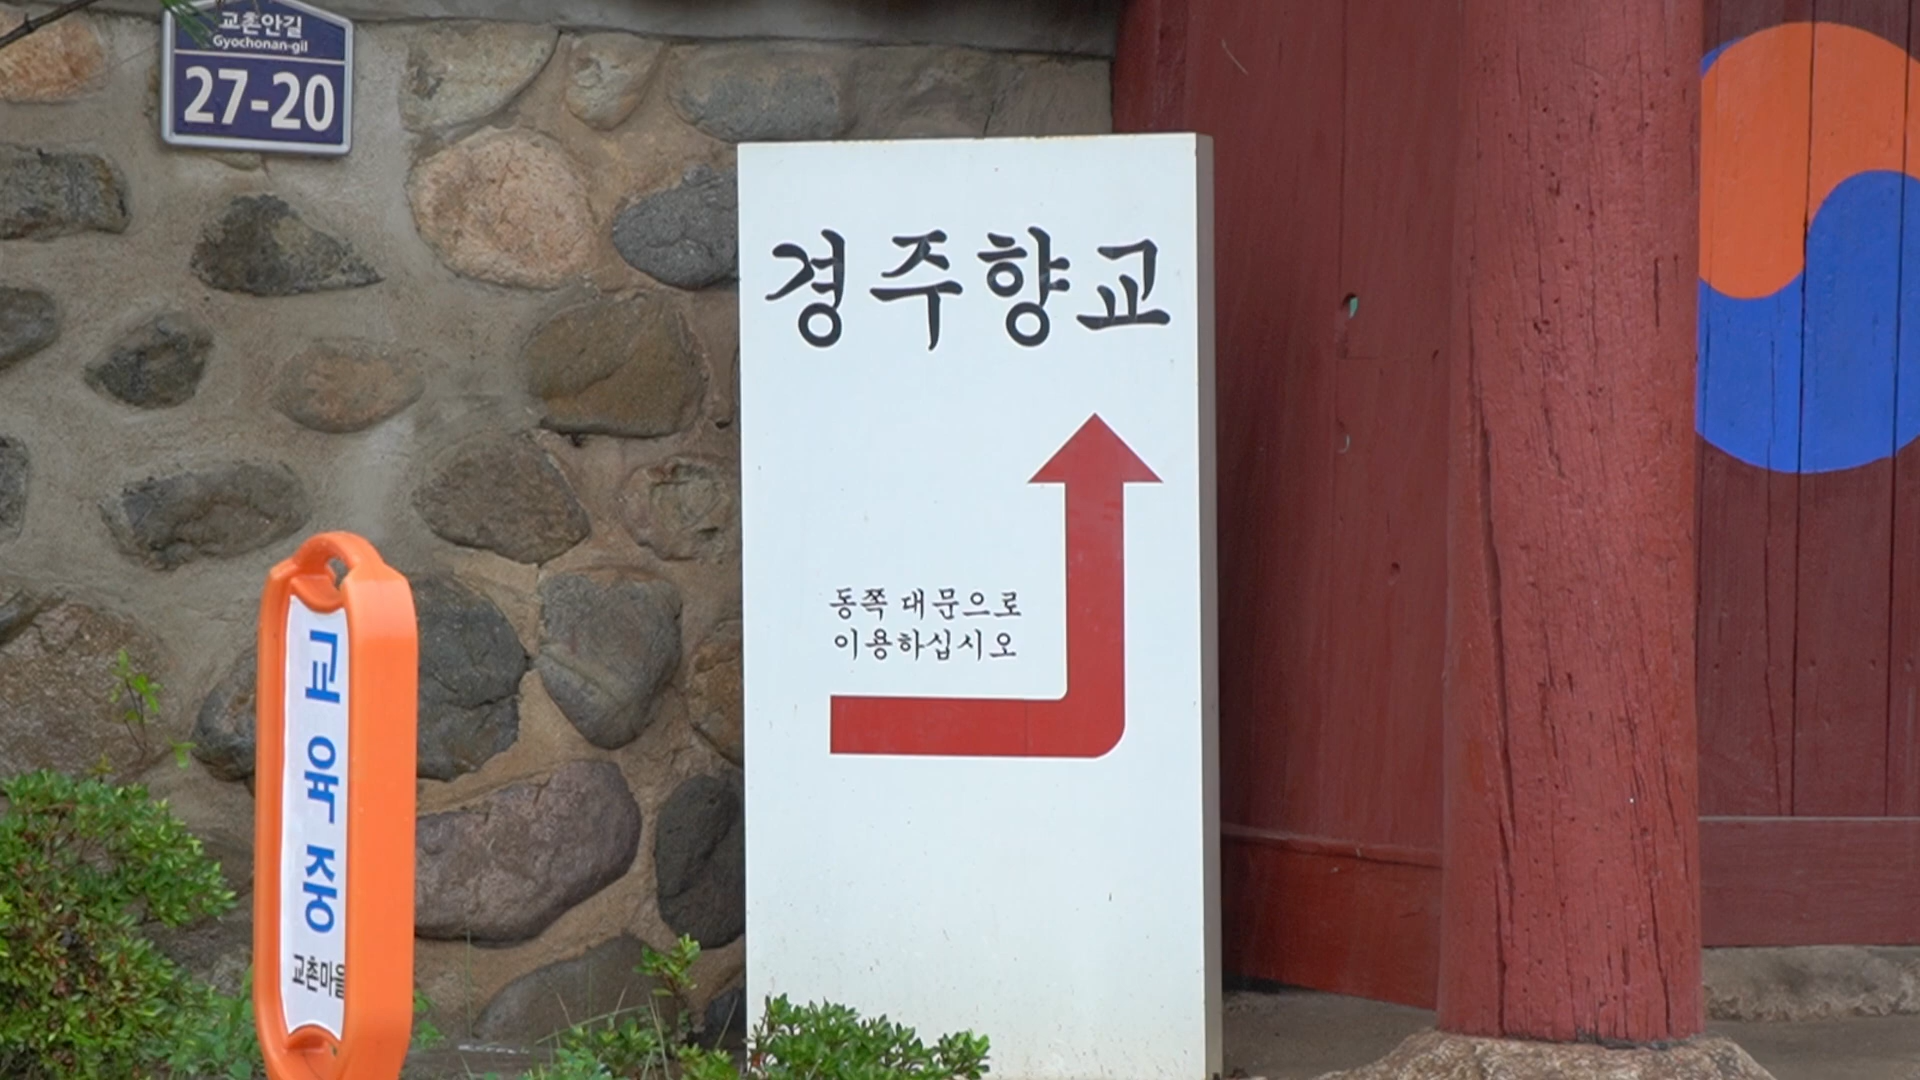 교촌안길
Gyochonan-gil
27-20
경주향교
동쪽 대문으로
이용하십시오
교육중
교촌마을